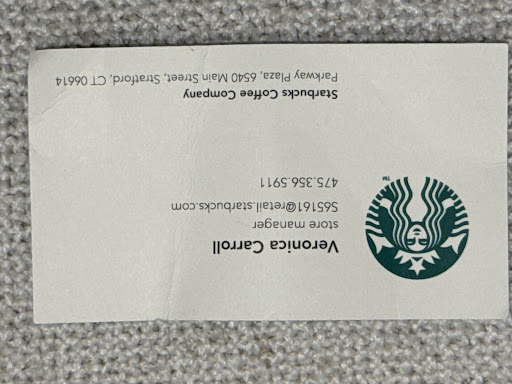 Veronica Carroll
store manager
S65161@retail.starbucks.com
475.356.5911
Starbucks Coffee Company
Parkway Plaza, 6540 Main Street, Stratford, CT 06614
TM